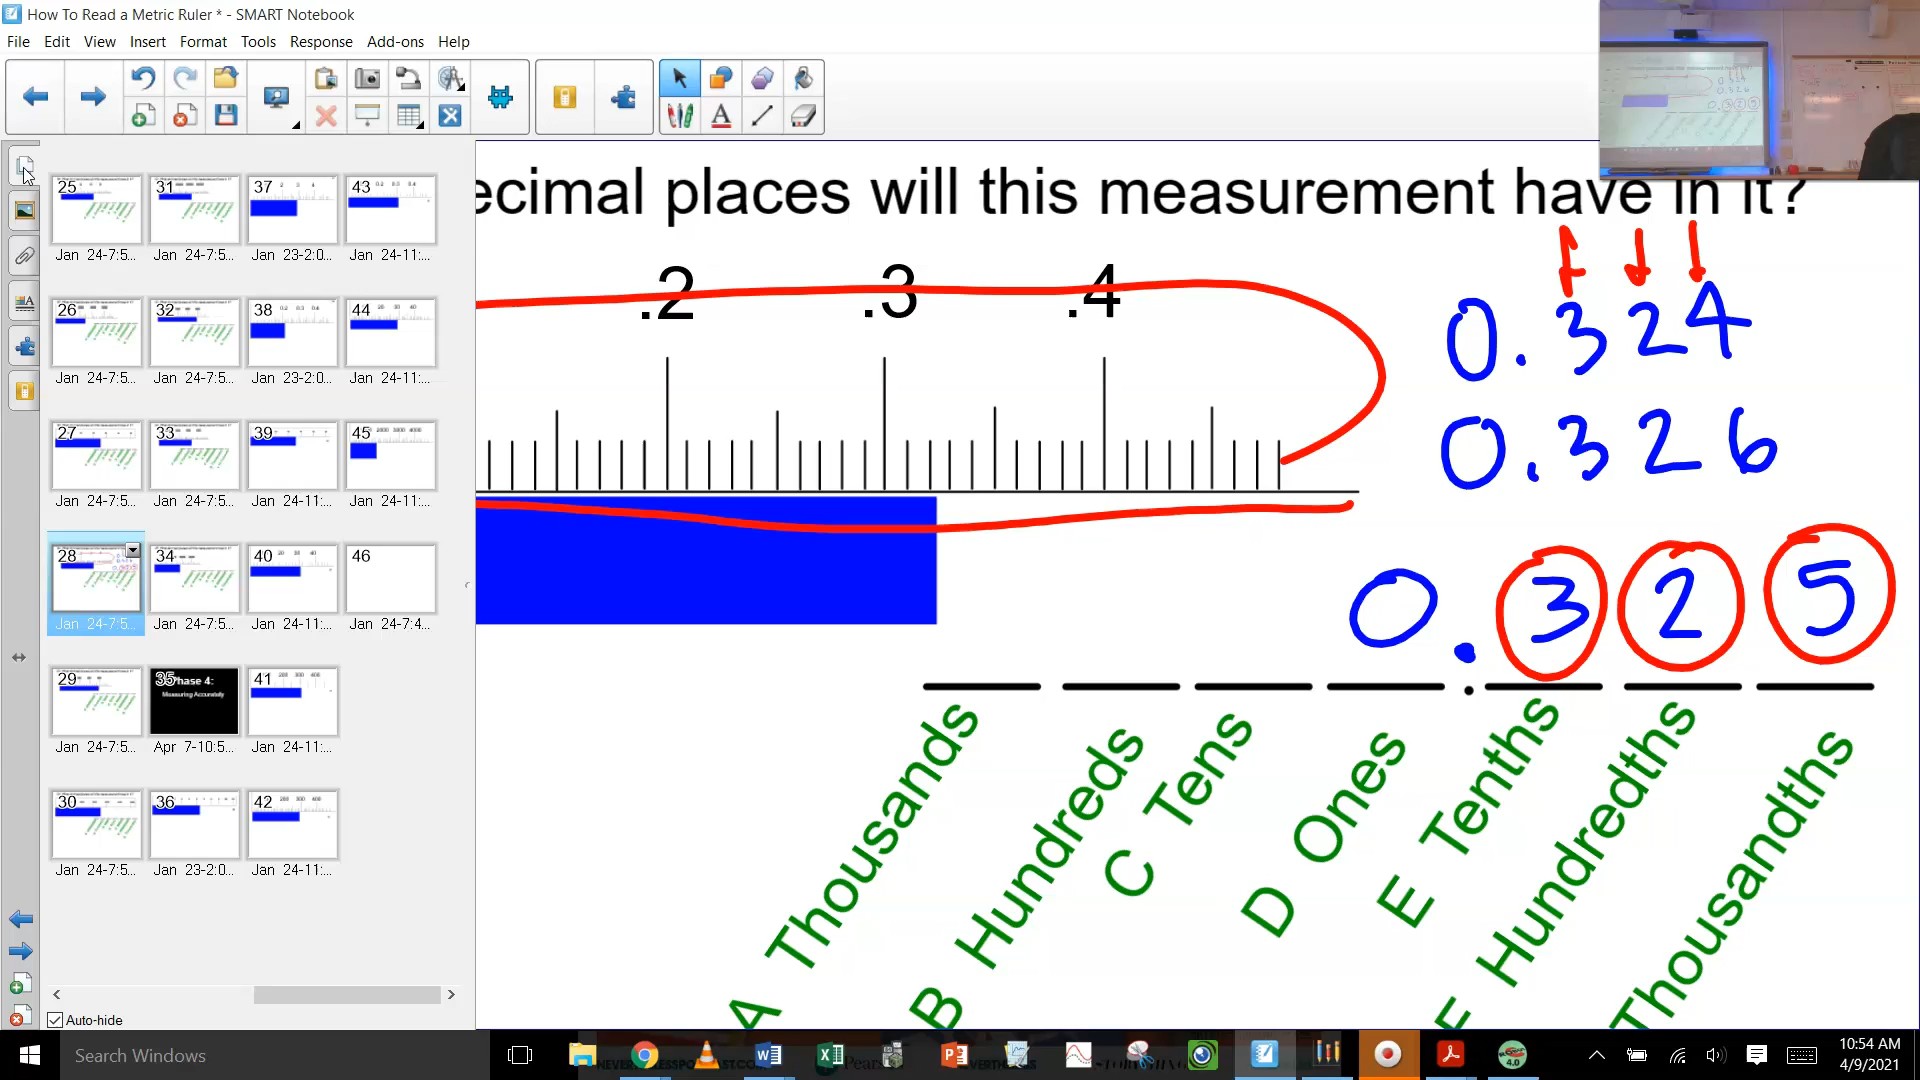 How To Read a Metric Ruler * - SMART Notebook
File Edit View Insert Format Tools Response Add-ons Help
ecimal places will this measurement have in it?
.2 .3 .4
0.324
0.326
0.325
.
A Thousands
B Hundreds
C Tens
D Ones
E Tenths
F Hundredths
Thousandths
25 31 37 43
Jan 24-7:5... Jan 24-7:5... Jan 23-2:0... Jan 24-11:...
26 32 38 44
Jan 24-7:5... Jan 24-7:5... Jan 23-2:0... Jan 24-11:...
27 33 39 45
Jan 24-7:5... Jan 24-7:5... Jan 24-11:... Jan 24-11:...
28 34 40 46
Jan 24-7:5... Jan 24-7:5... Jan 24-11:... Jan 24-7:4...
29 35 hase 4: 41
Measuring Accurately
Jan 24-7:5... Apr 7-10:5... Jan 24-11:...
30 36 42
Jan 24-7:5... Jan 23-2:0... Jan 24-11:...
Auto-hide
Search Windows
10:54 AM
4/9/2021